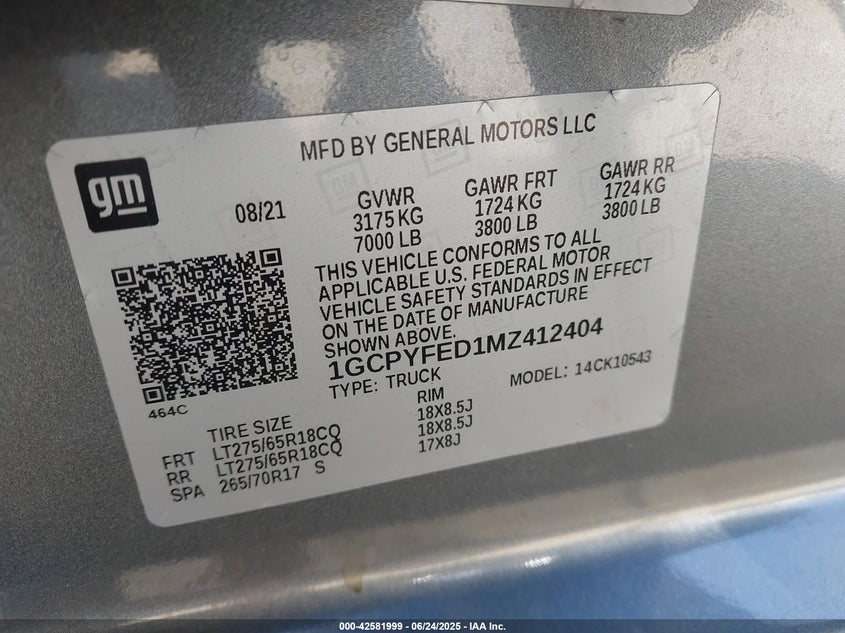 MFD BY GENERAL MOTORS LLC
gm
08/21
GVWR
3175 KG
7000 LB
GAWR FRT
1724 KG
3800 LB
GAWR RR
1724 KG
3800 LB
THIS VEHICLE CONFORMS TO ALL
APPLICABLE U.S. FEDERAL MOTOR
VEHICLE SAFETY STANDARDS IN EFFECT
ON THE DATE OF MANUFACTURE
SHOWN ABOVE.
1GCPYFED1MZ412404
TYPE: TRUCK MODEL: 14CK10543
464C
TIRE SIZE RIM
FRT LT275/65R18CQ 18X8.5J
RR LT275/65R18CQ 18X8.5J
SPA 265/70R17 S 17X8J
000-42581999 - 06/24/2025 - IAA Inc.